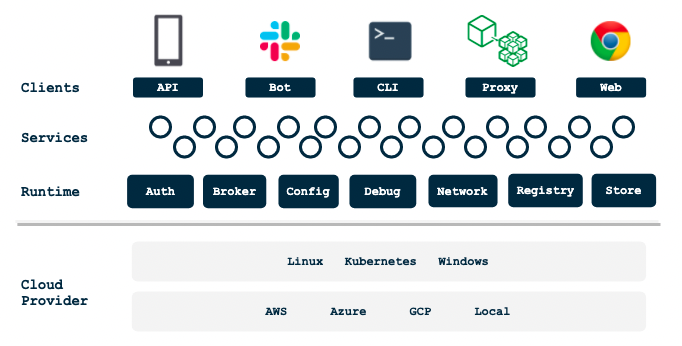 >_
Clients API Bot CLI Proxy Web
Services
Runtime Auth Broker Config Debug Network Registry Store
Linux Kubernetes Windows
Cloud
Provider
AWS Azure GCP Local